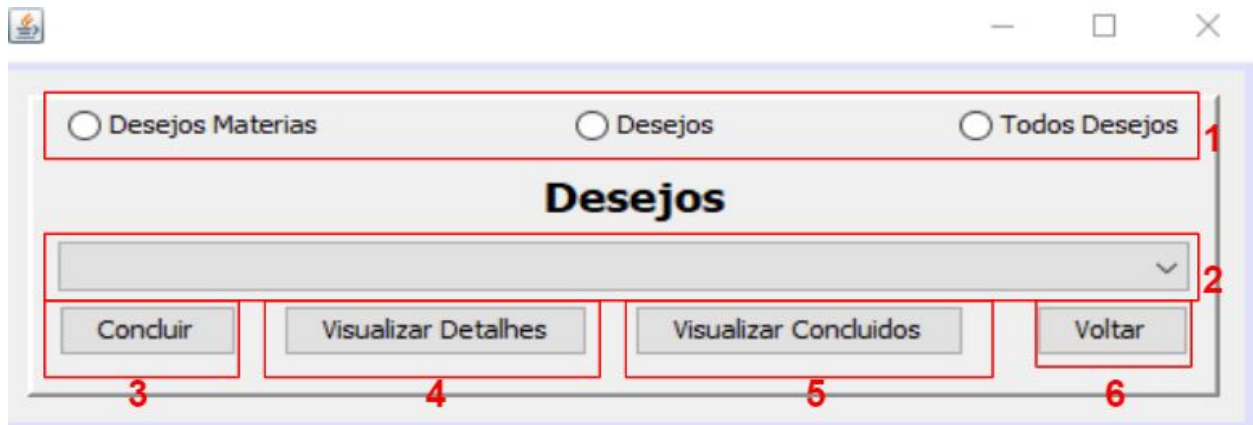 Desejos Materias Desejos Todos Desejos 1
Desejos
2
Concluir Visualizar Detalhes Visualizar Concluidos Voltar
3 4 5 6